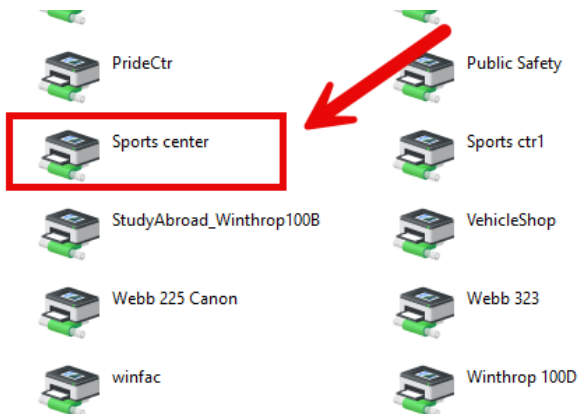 PrideCtr
Public Safety
Sports center
Sports ctr1
StudyAbroad_Winthrop100B
VehicleShop
Webb 225 Canon
Webb 323
winfac
Winthrop 100D